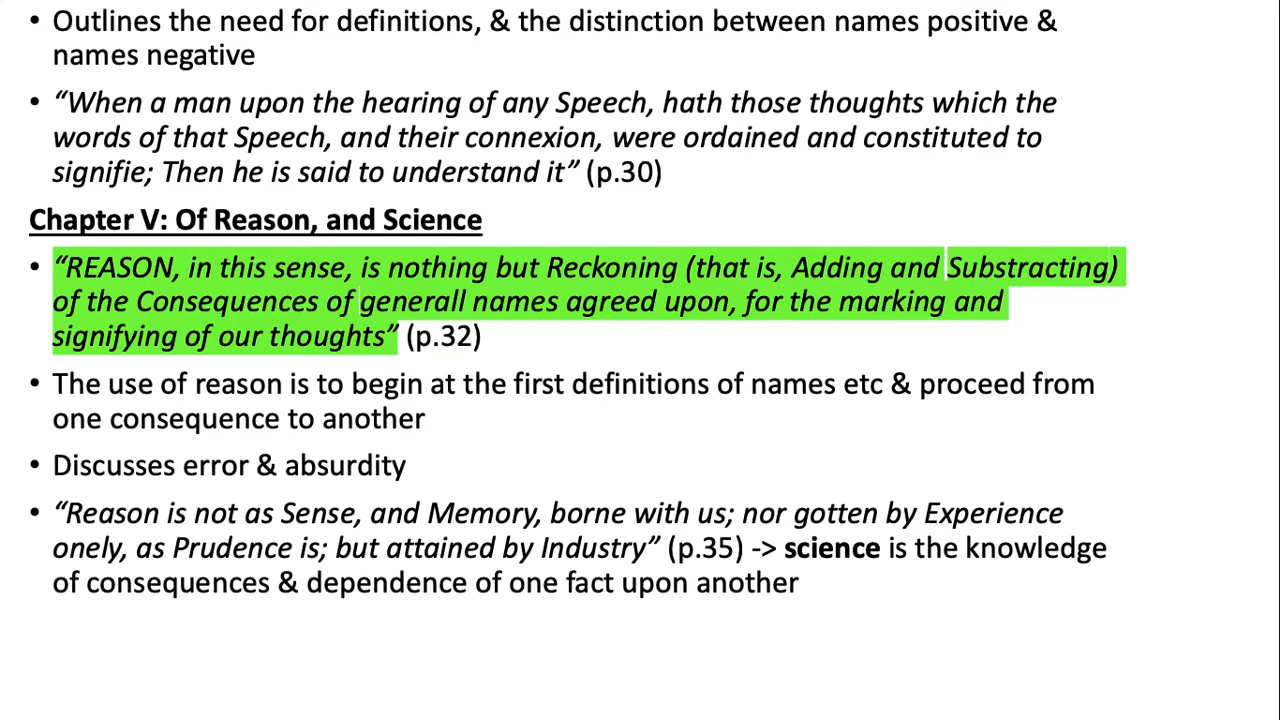 • Outlines the need for definitions, & the distinction between names positive &
names negative
• “When a man upon the hearing of any Speech, hath those thoughts which the
words of that Speech, and their connexion, were ordained and constituted to
signifie; Then he is said to understand it” (p.30)
Chapter V: Of Reason, and Science
• “REASON, in this sense, is nothing but Reckoning (that is, Adding and Substracting)
of the Consequences of generall names agreed upon, for the marking and
signifying of our thoughts” (p.32)
• The use of reason is to begin at the first definitions of names etc & proceed from
one consequence to another
• Discusses error & absurdity
• “Reason is not as Sense, and Memory, borne with us; nor gotten by Experience
onely, as Prudence is; but attained by Industry” (p.35) -> science is the knowledge
of consequences & dependence of one fact upon another